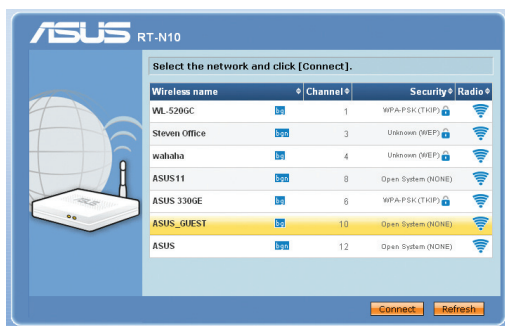 ASUS RT-N10
Select the network and click [Connect].
Wireless name Channel Security Radio
WL-520GC bg 1 WPA-PSK (TKIP)
Steven Office bgn 3 Unknown (WEP)
wahaha bg 4 Unknown (WEP)
ASUS11 bgn 8 Open System (NONE)
ASUS 330GE bg 6 WPA-PSK (TKIP)
ASUS_GUEST bg 10 Open System (NONE)
ASUS bgn 12 Open System (NONE)
Connect Refresh